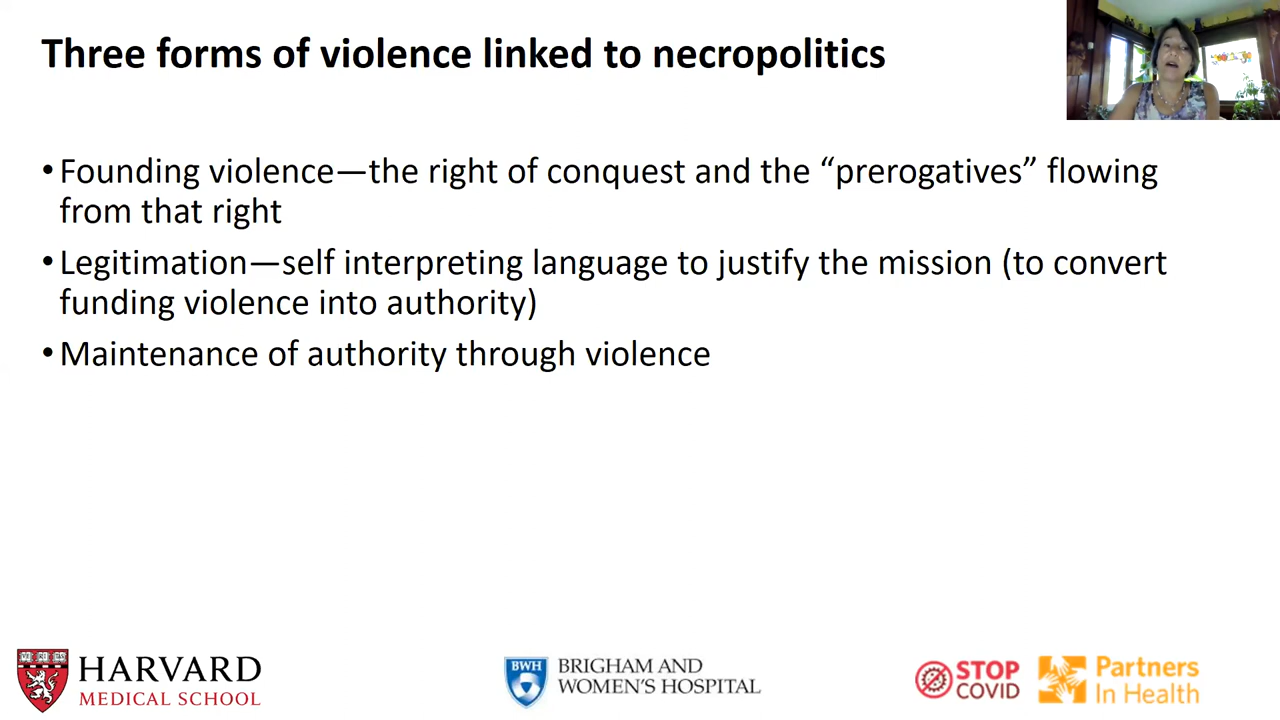 Three forms of violence linked to necropolitics
• Founding violence—the right of conquest and the “prerogatives” flowing
from that right
• Legitimation—self interpreting language to justify the mission (to convert
funding violence into authority)
• Maintenance of authority through violence
HARVARD
MEDICAL SCHOOL
BWH
BRIGHAM AND
WOMEN'S HOSPITAL
STOP
COVID
Partners
In Health